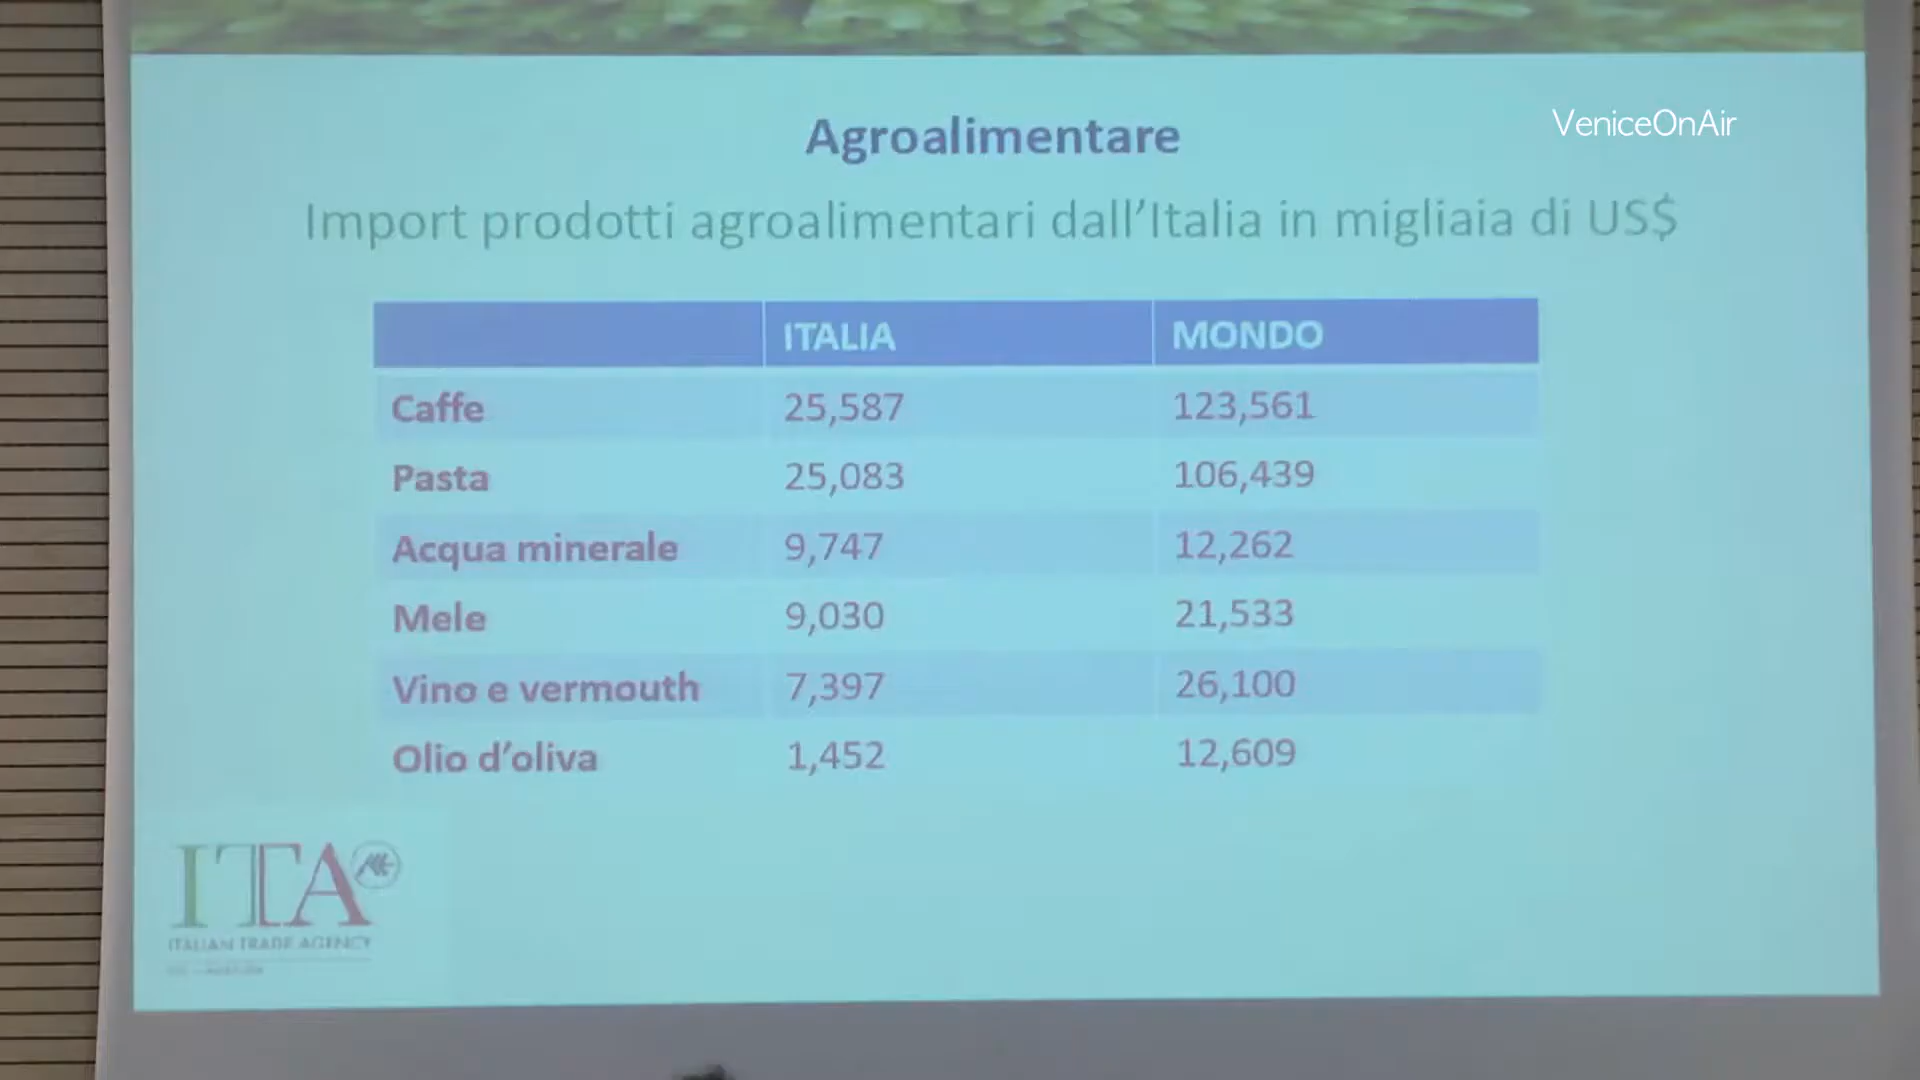 VeniceOnAir
Agroalimentare
Import prodotti agroalimentari dall'Italia in migliaia di US$
ITALIA MONDO
Caffe 25,587 123,561
Pasta 25,083 106,439
Acqua minerale 9,747 12,262
Mele 9,030 21,533
Vino e vermouth 7,397 26,100
Olio d'oliva 1,452 12,609
ITA
ITALIAN TRADE AGENCY